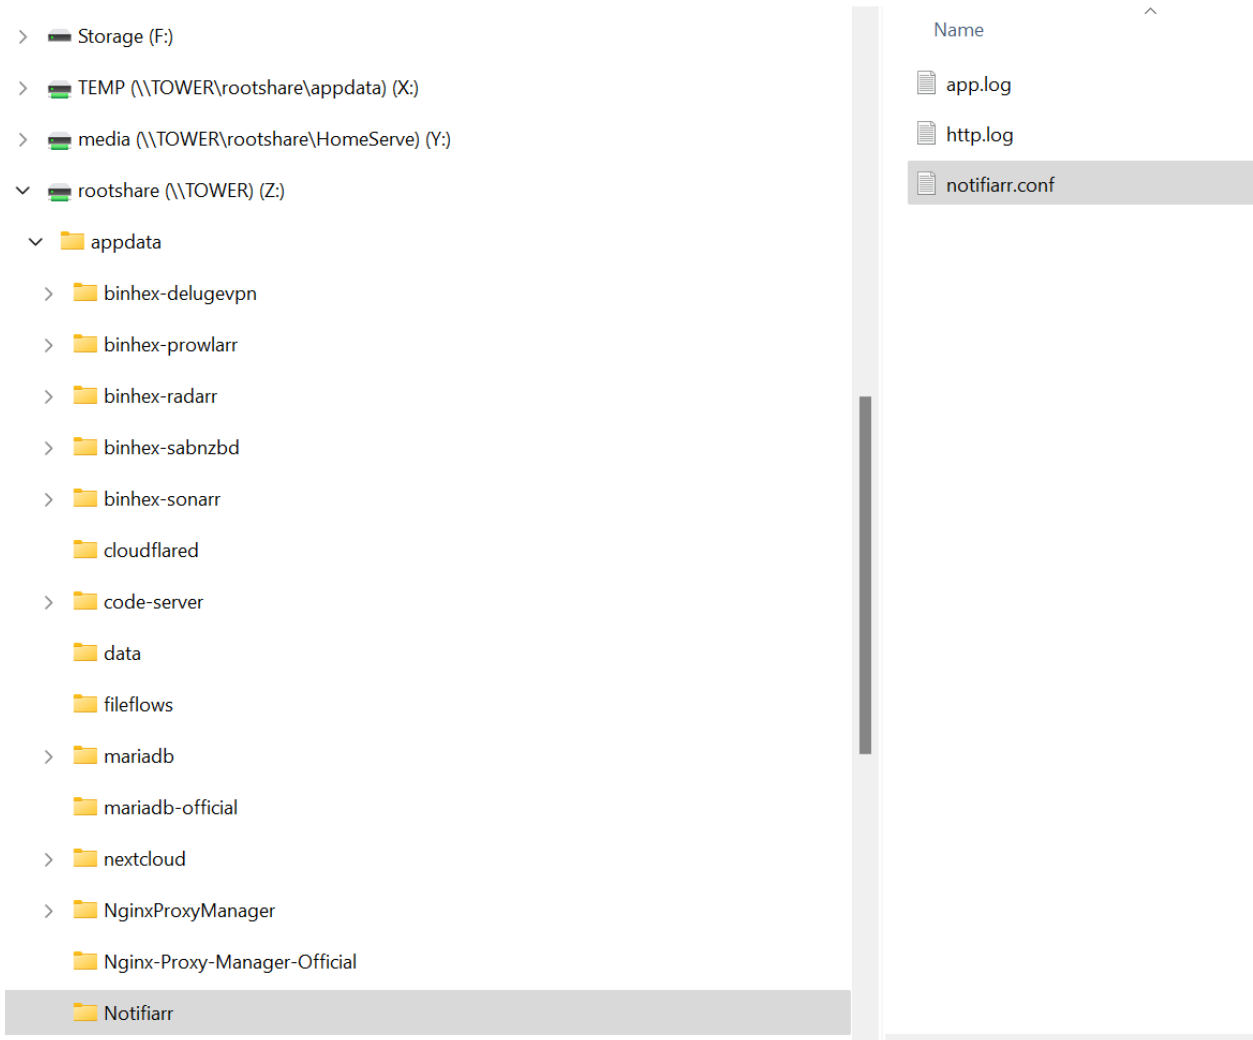 Storage (F:)
TEMP (\\TOWER\rootshare\appdata) (X:)
media (\\TOWER\rootshare\HomeServe) (Y:)
rootshare (\\TOWER) (Z:)
appdata
binhex-delugevpn
binhex-prowlarr
binhex-radarr
binhex-sabnzbd
binhex-sonarr
cloudflared
code-server
data
fileflows
mariadb
mariadb-official
nextcloud
NginxProxyManager
Nginx-Proxy-Manager-Official
Notifiarr
Name
app.log
http.log
notifiarr.conf